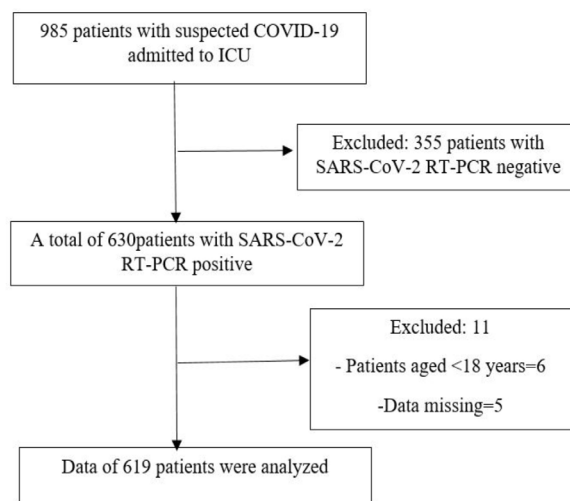 985 patients with suspected COVID-19
admitted to ICU
Excluded: 355 patients with
SARS-CoV-2 RT-PCR negative
A total of 630patients with SARS-CoV-2
RT-PCR positive
Excluded: 11
- Patients aged <18 years=6
-Data missing=5
Data of 619 patients were analyzed